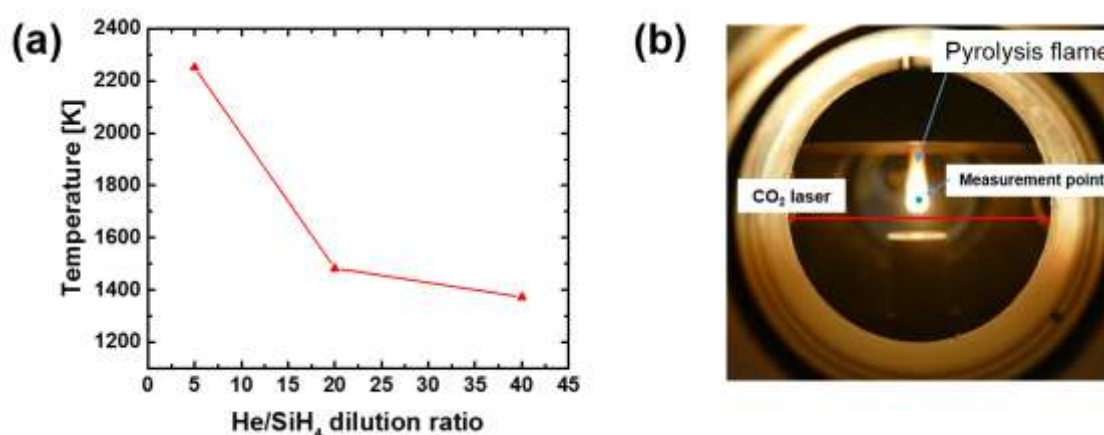 (a)
Temperature [K]
2400
2200
2000
1800
1600
1400
1200
0 5 10 15 20 25 30 35 40 45
He/SiH₄ dilution ratio
(b)
Pyrolysis flame
Measurement point
CO₂ laser